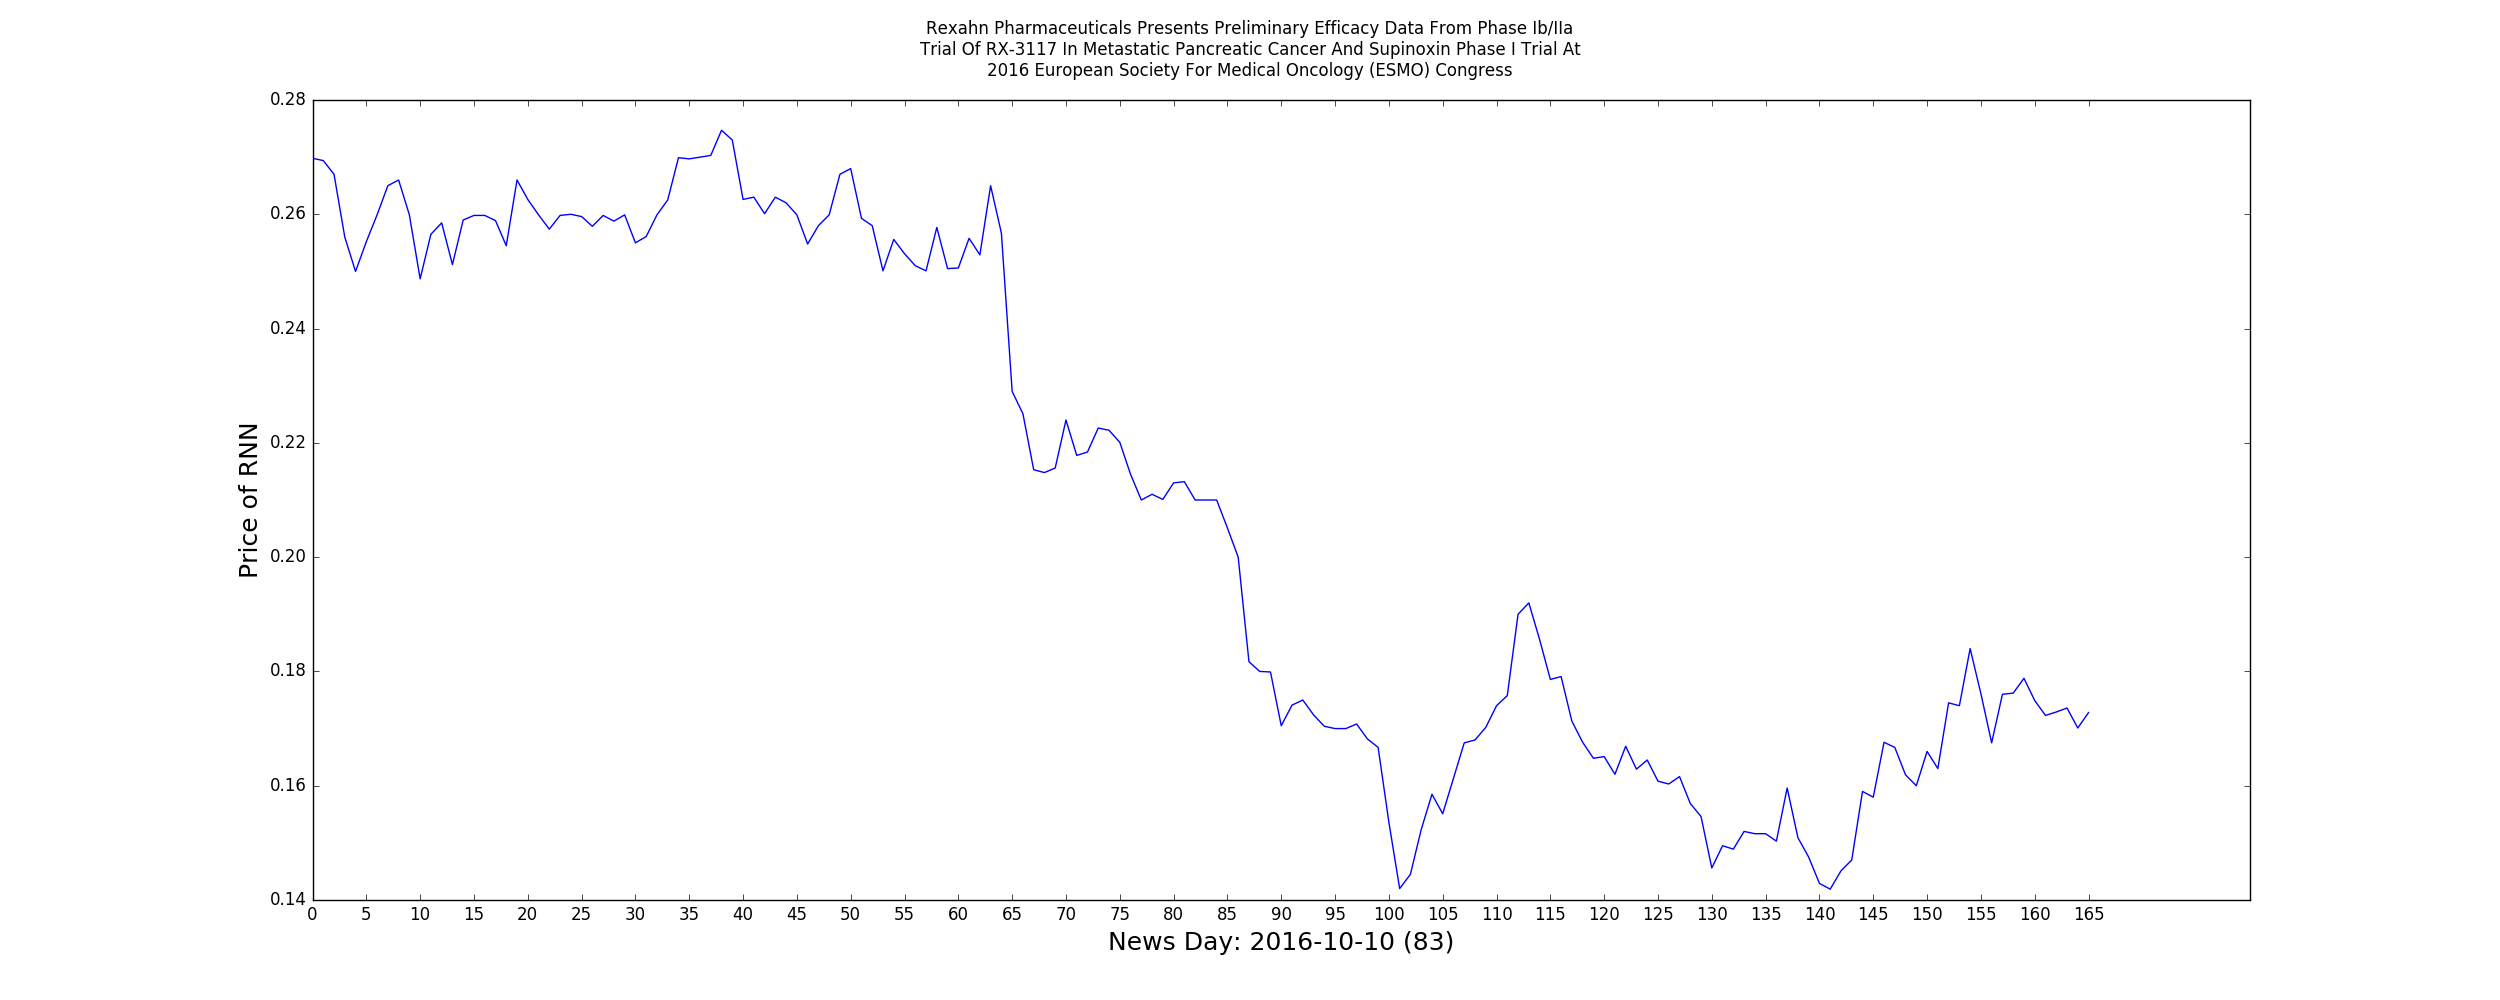 Rexahn Pharmaceuticals Presents Preliminary Efficacy Data From Phase Ib/IIa
Trial Of RX-3117 In Metastatic Pancreatic Cancer And Supinoxin Phase I Trial At
2016 European Society For Medical Oncology (ESMO) Congress
0.28
0.26
0.24
0.22
0.20
0.18
0.16
0.14
Price of RNN
0 5 10 15 20 25 30 35 40 45 50 55 60 65 70 75 80 85 90 95 100 105 110 115 120 125 130 135 140 145 150 155 160 165
News Day: 2016-10-10 (83)